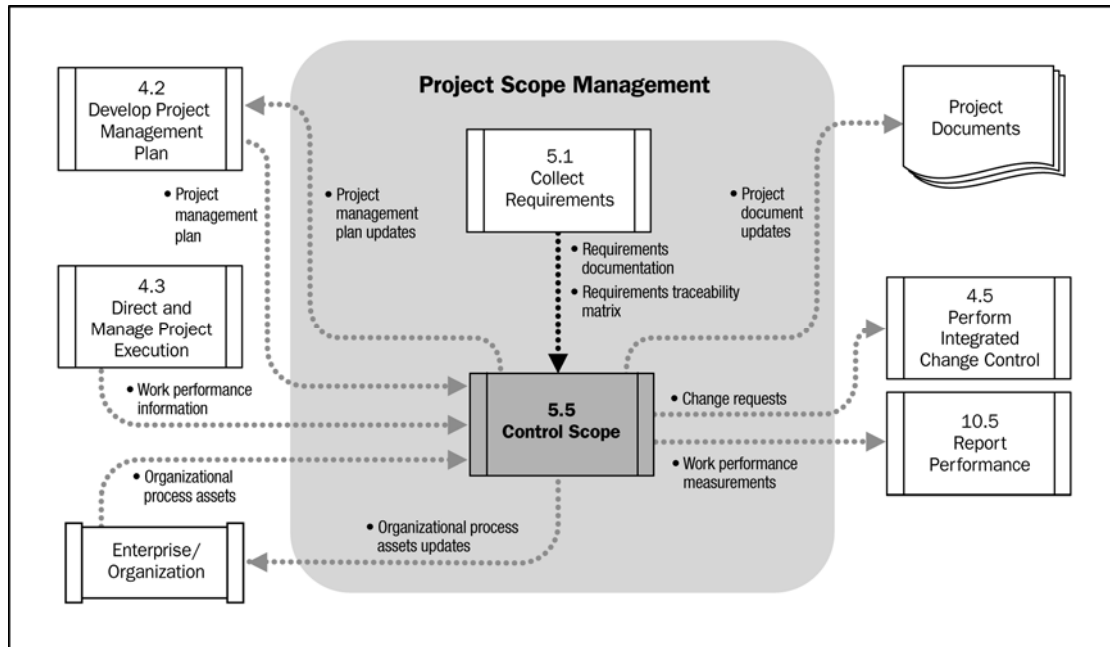 Project Scope Management
4.2
Develop Project
Management
Plan
• Project
management
plan
• Project
management
plan updates
5.1
Collect
Requirements
• Requirements
documentation
• Requirements traceability
matrix
• Project
document
updates
Project
Documents
4.3
Direct and
Manage Project
Execution
• Work performance
information
5.5
Control Scope
• Change requests
4.5
Perform
Integrated
Change Control
• Work performance
measurements
10.5
Report
Performance
• Organizational
process assets
• Organizational process
assets updates
Enterprise/
Organization